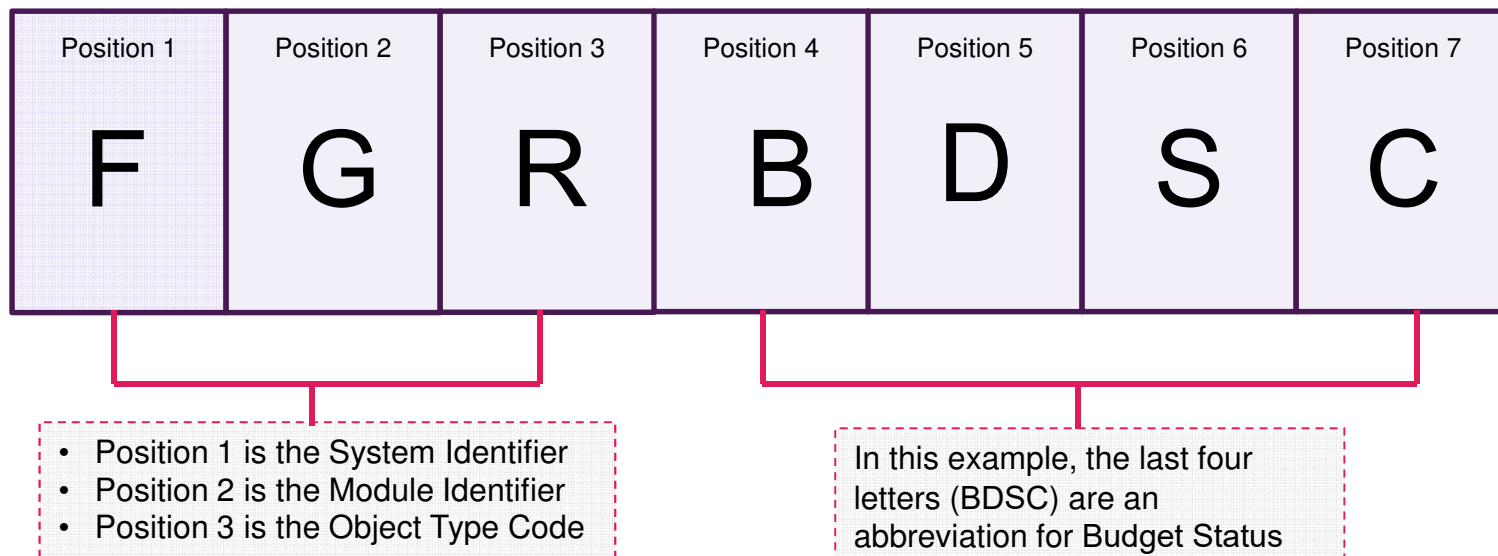 Position 1 Position 2 Position 3 Position 4 Position 5 Position 6 Position 7
F G R B D S C
• Position 1 is the System Identifier
• Position 2 is the Module Identifier
• Position 3 is the Object Type Code
In this example, the last four
letters (BDSC) are an
abbreviation for Budget Status